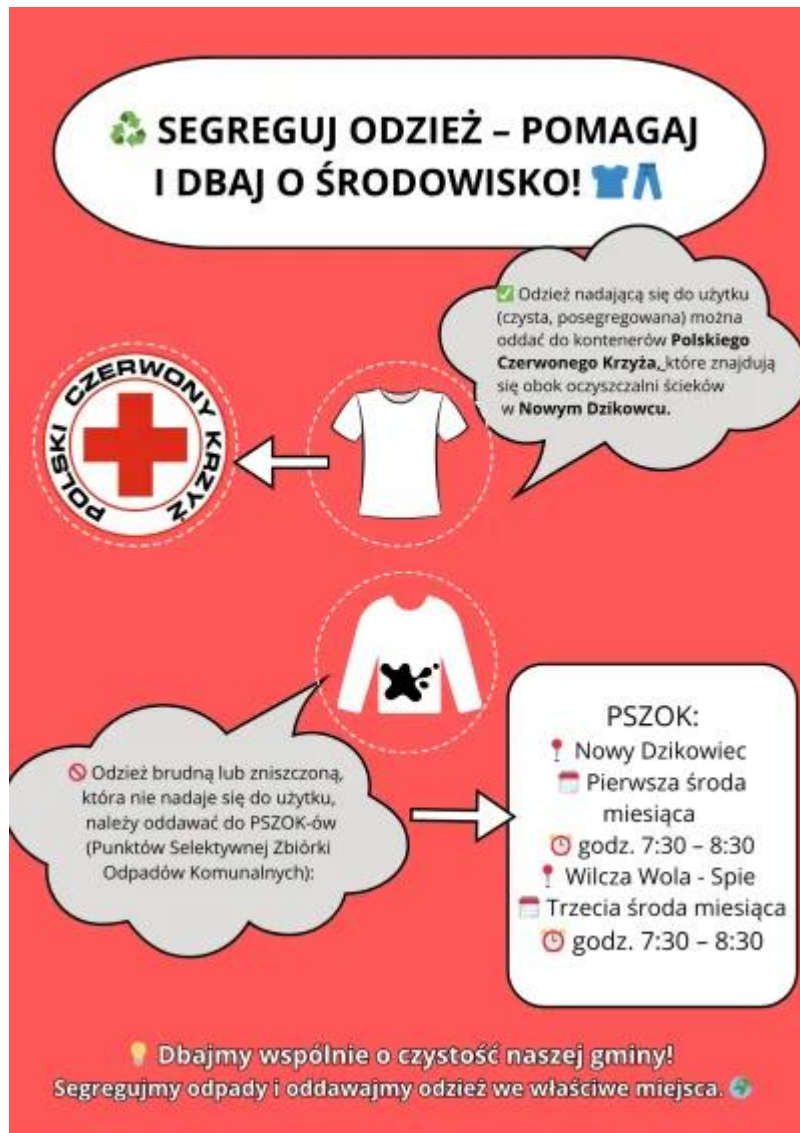 ♻️ SEGREGUJ ODZIEŻ – POMAGAJ
I DBAJ O ŚRODOWISKO! 👕👖
✅ Odzież nadającą się do użytku
(czysta, posegregowana) można
oddać do kontenerów Polskiego
Czerwonego Krzyża, które znajdują
się obok oczyszczalni ścieków
w Nowym Dzikowcu.
POLSKI CZERWONY KRZYŻ
🚫 Odzież brudną lub zniszczoną,
która nie nadaje się do użytku,
należy oddawać do PSZOK-ów
(Punktów Selektywnej Zbiórki
Odpadów Komunalnych):
PSZOK:
📍 Nowy Dzikowiec
🗓️ Pierwsza środa
miesiąca
⏰ godz. 7:30 – 8:30
📍 Wilcza Wola - Spie
🗓️ Trzecia środa miesiąca
⏰ godz. 7:30 – 8:30
💡 Dbajmy wspólnie o czystość naszej gminy!
Segregujmy odpady i oddawajmy odzież we właściwe miejsca. 🌍